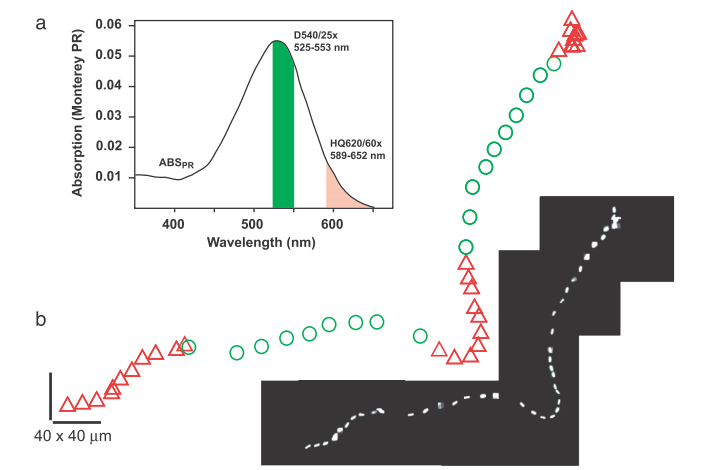 a
Absorption (Monterey PR)
0.06
0.05
0.04
0.03
0.02
0.01
D540/25x
525-553 nm
HQ620/60x
589-652 nm
ABSPR
400
500
600
Wavelength (nm)
b
40 x 40 μm